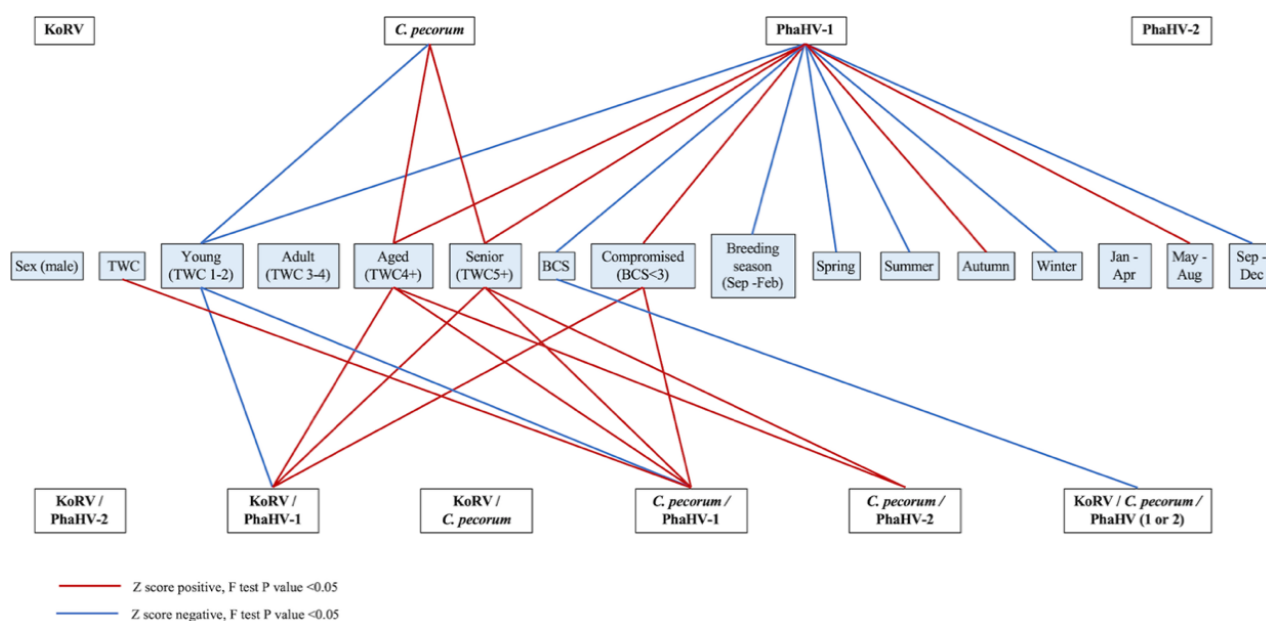 KoRV
C. pecorum
PhaHV-1
PhaHV-2
Sex (male)
TWC
Young
(TWC 1-2)
Adult
(TWC 3-4)
Aged
(TWC4+)
Senior
(TWC5+)
BCS
Compromised
(BCS<3)
Breeding
season
(Sep -Feb)
Spring
Summer
Autumn
Winter
Jan -
Apr
May -
Aug
Sep -
Dec
KoRV /
PhaHV-2
KoRV /
PhaHV-1
KoRV /
C. pecorum
C. pecorum /
PhaHV-1
C. pecorum /
PhaHV-2
KoRV / C. pecorum /
PhaHV (1 or 2)
Z score positive, F test P value <0.05
Z score negative, F test P value <0.05